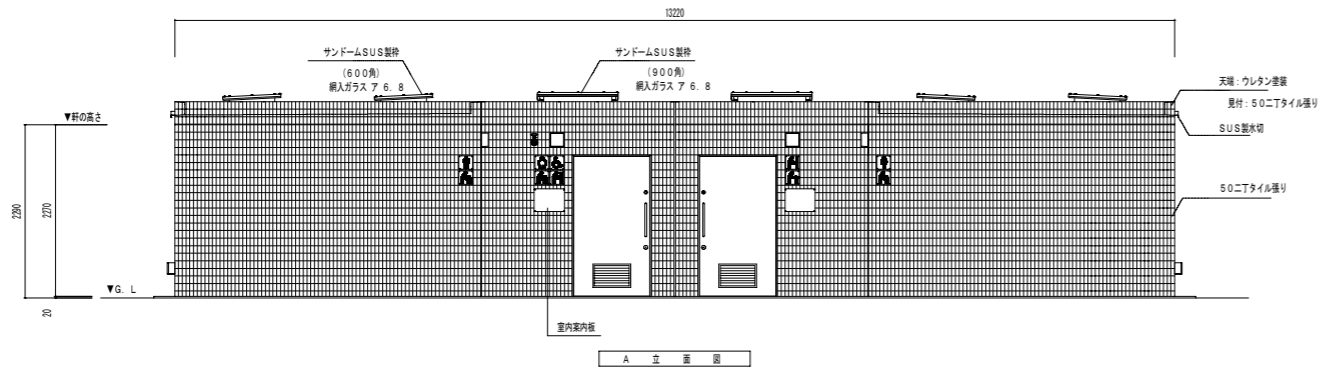 13220
サンドームSUS製枠
(600角)
網入ガラス ア 6.8
サンドームSUS製枠
(900角)
網入ガラス ア 6.8
天端:ウレタン塗装
見付:50二丁タイル張り
SUS製水切
▼軒の高さ
50二丁タイル張り
2290
2270
▼G.L
20
室内案内板
A 立 面 図